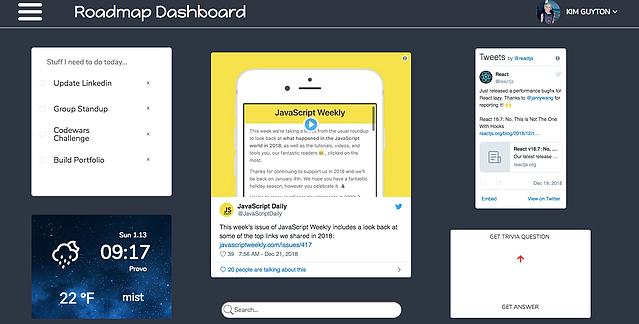 Roadmap Dashboard
KIM GUYTON
Stuff I need to do today...
Update Linkedin x
Group Standup x
Codewars
Challenge x
Build Portfolio x
Sun 1.13
09:17
Provo
22 °F mist
JavaScript Weekly
This week we're taking a break from the usual roundup
to look back at what happened in the JavaScript
world in 2018, as well as the tutorials, videos, and
tools you, our fantastic readers 😄, clicked on the
most.
Thanks for continuing to support us in 2018 and we'll
be back on January 4th. We hope you have a fantastic
holiday season, however you celebrate it.
JS
JavaScript Daily
@JavaScriptDaily
This week's issue of JavaScript Weekly includes a look back at
some of the top links we shared in 2018:
javascriptweekly.com/issues/417
39 7:56 AM - Dec 21, 2018
20 people are talking about this
Search...
Tweets by @reactjs
React
@reactjs
Just released a performance bugfix for
React.lazy. Thanks to @janrywang for
reporting it! 🙌
React 16.7: No, This Is Not The One
With Hooks
reactjs.org/blog/2018/12/1...
React v16.7: No, ...
Our latest release ...
reactjs.org
Dec 19, 2018
Embed View on Twitter
GET TRIVIA QUESTION
GET ANSWER